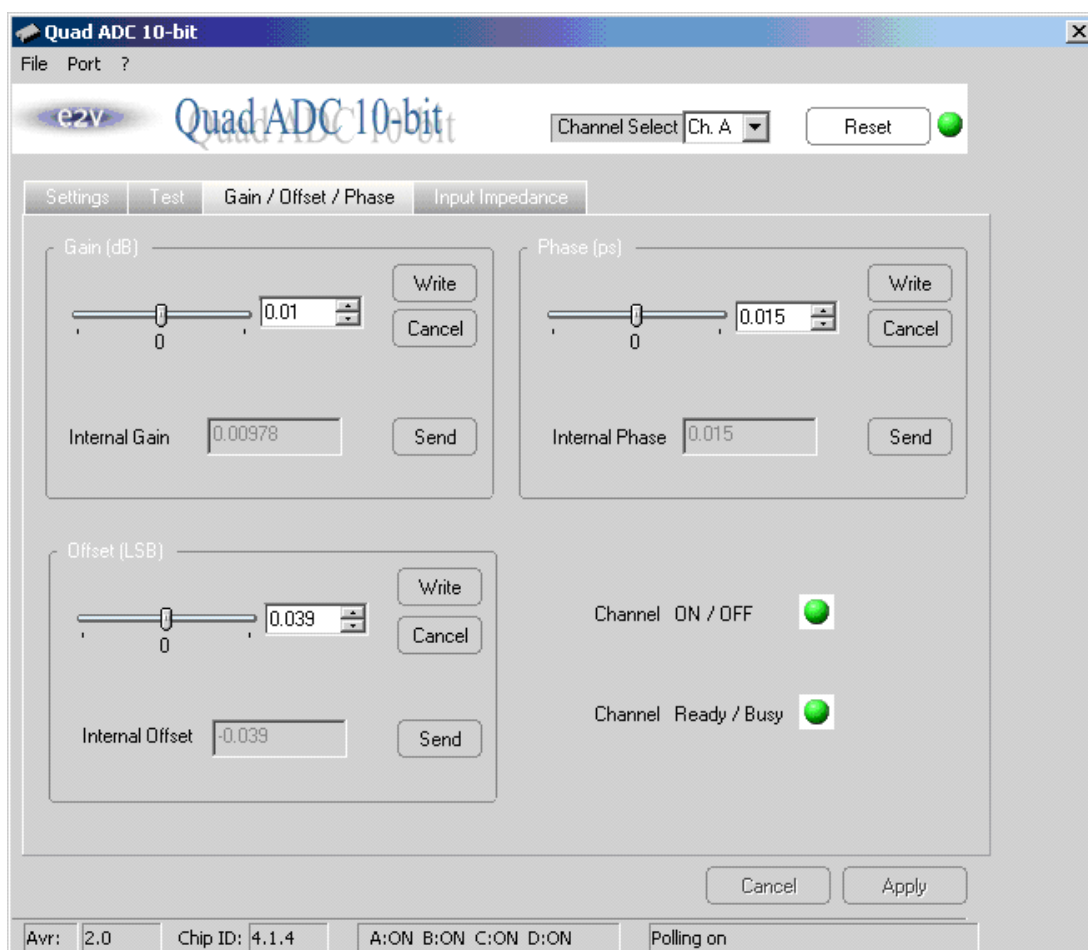 Quad ADC 10-bit
File Port ?
e2v Quad ADC 10-bit Channel Select Ch. A Reset
Settings Test Gain / Offset / Phase Input Impedance
Gain (dB)
0.01
0
Write
Cancel
Internal Gain 0.00978 Send
Phase (ps)
0.015
0
Write
Cancel
Internal Phase 0.015 Send
Offset (LSB)
0.039
0
Write
Cancel
Internal Offset -0.039 Send
Channel ON / OFF
Channel Ready / Busy
Cancel Apply
Avr: 2.0 Chip ID: 4.1.4 A:ON B:ON C:ON D:ON Polling on